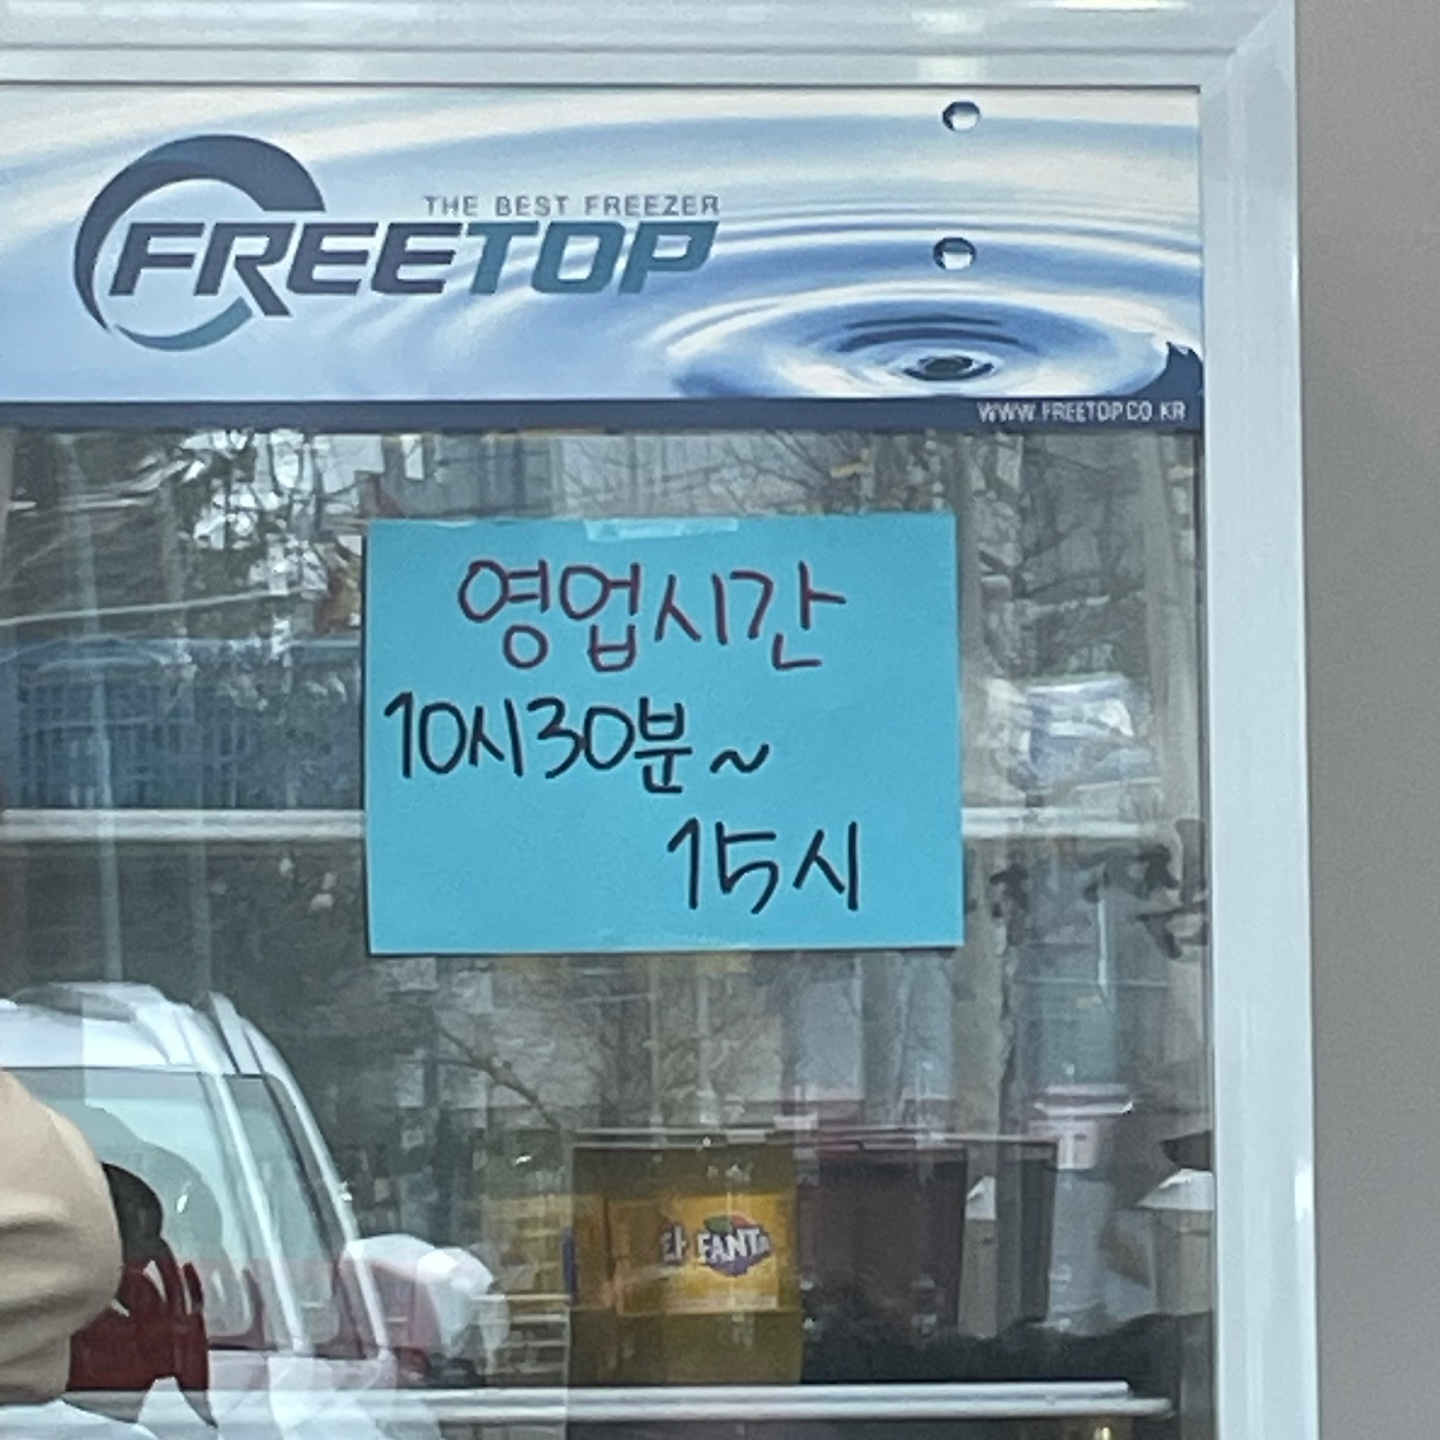 THE BEST FREEZER
FREETOP
WWW.FREETOP.CO.KR
영업시간
10시30분~
15시
FANTA